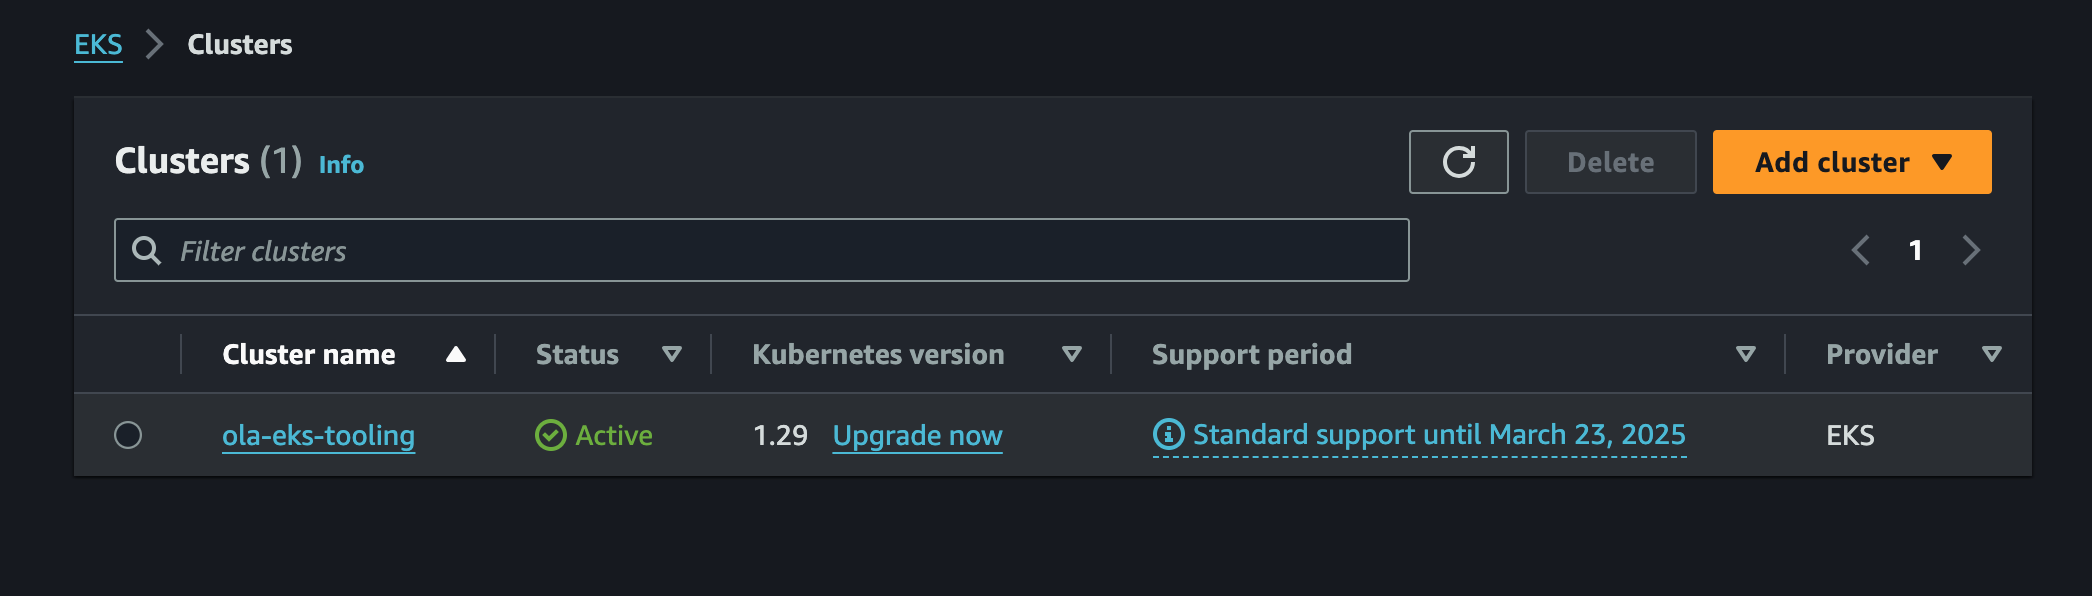 EKS > Clusters
Clusters (1) Info
Delete
Add cluster
Filter clusters
1
Cluster name Status Kubernetes version Support period Provider
ola-eks-tooling Active 1.29 Upgrade now Standard support until March 23, 2025 EKS